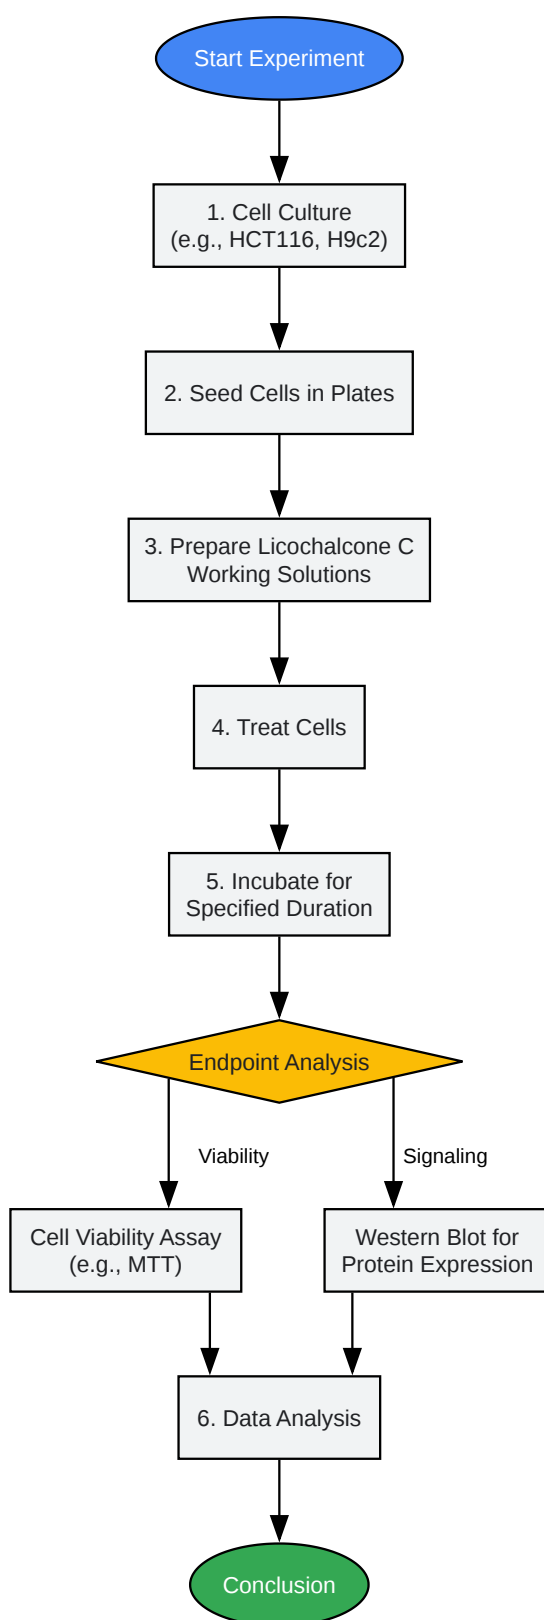 Start Experiment
1. Cell Culture
(e.g., HCT116, H9c2)
2. Seed Cells in Plates
3. Prepare Licochalcone C
Working Solutions
4. Treat Cells
5. Incubate for
Specified Duration
Endpoint Analysis
Viability
Signaling
Cell Viability Assay
(e.g., MTT)
Western Blot for
Protein Expression
6. Data Analysis
Conclusion